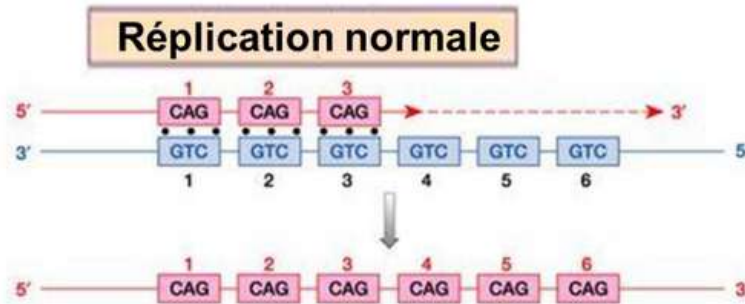 Réplication normale
1 2 3
5′ CAG CAG CAG 3′
3′ GTC GTC GTC GTC GTC GTC 5
1 2 3 4 5 6
1 2 3 4 5 6
5′ CAG CAG CAG CAG CAG CAG 3